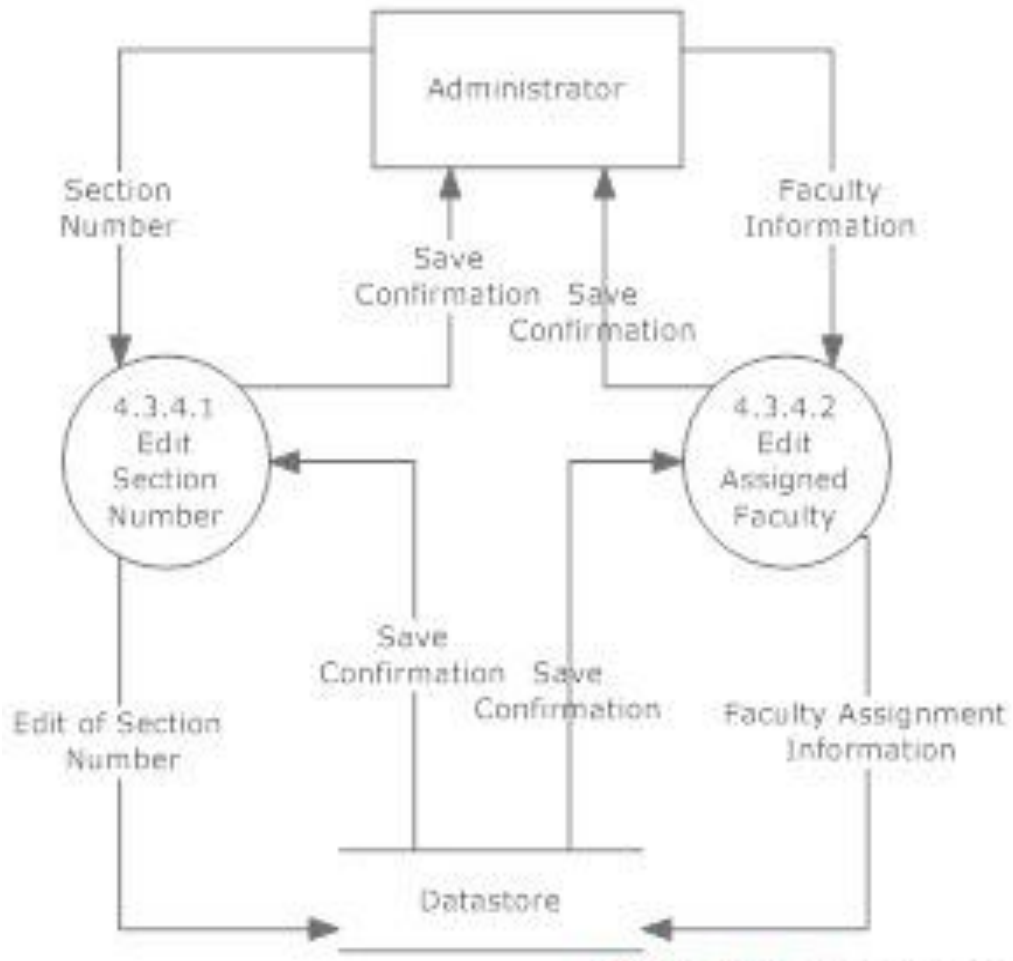 Administrator
Section
Number
Faculty
Information
Save
Confirmation
Save
Confirmation
4.3.4.1
Edit
Section
Number
4.3.4.2
Edit
Assigned
Faculty
Save
Confirmation
Save
Confirmation
Edit of Section
Number
Faculty Assignment
Information
Datastore